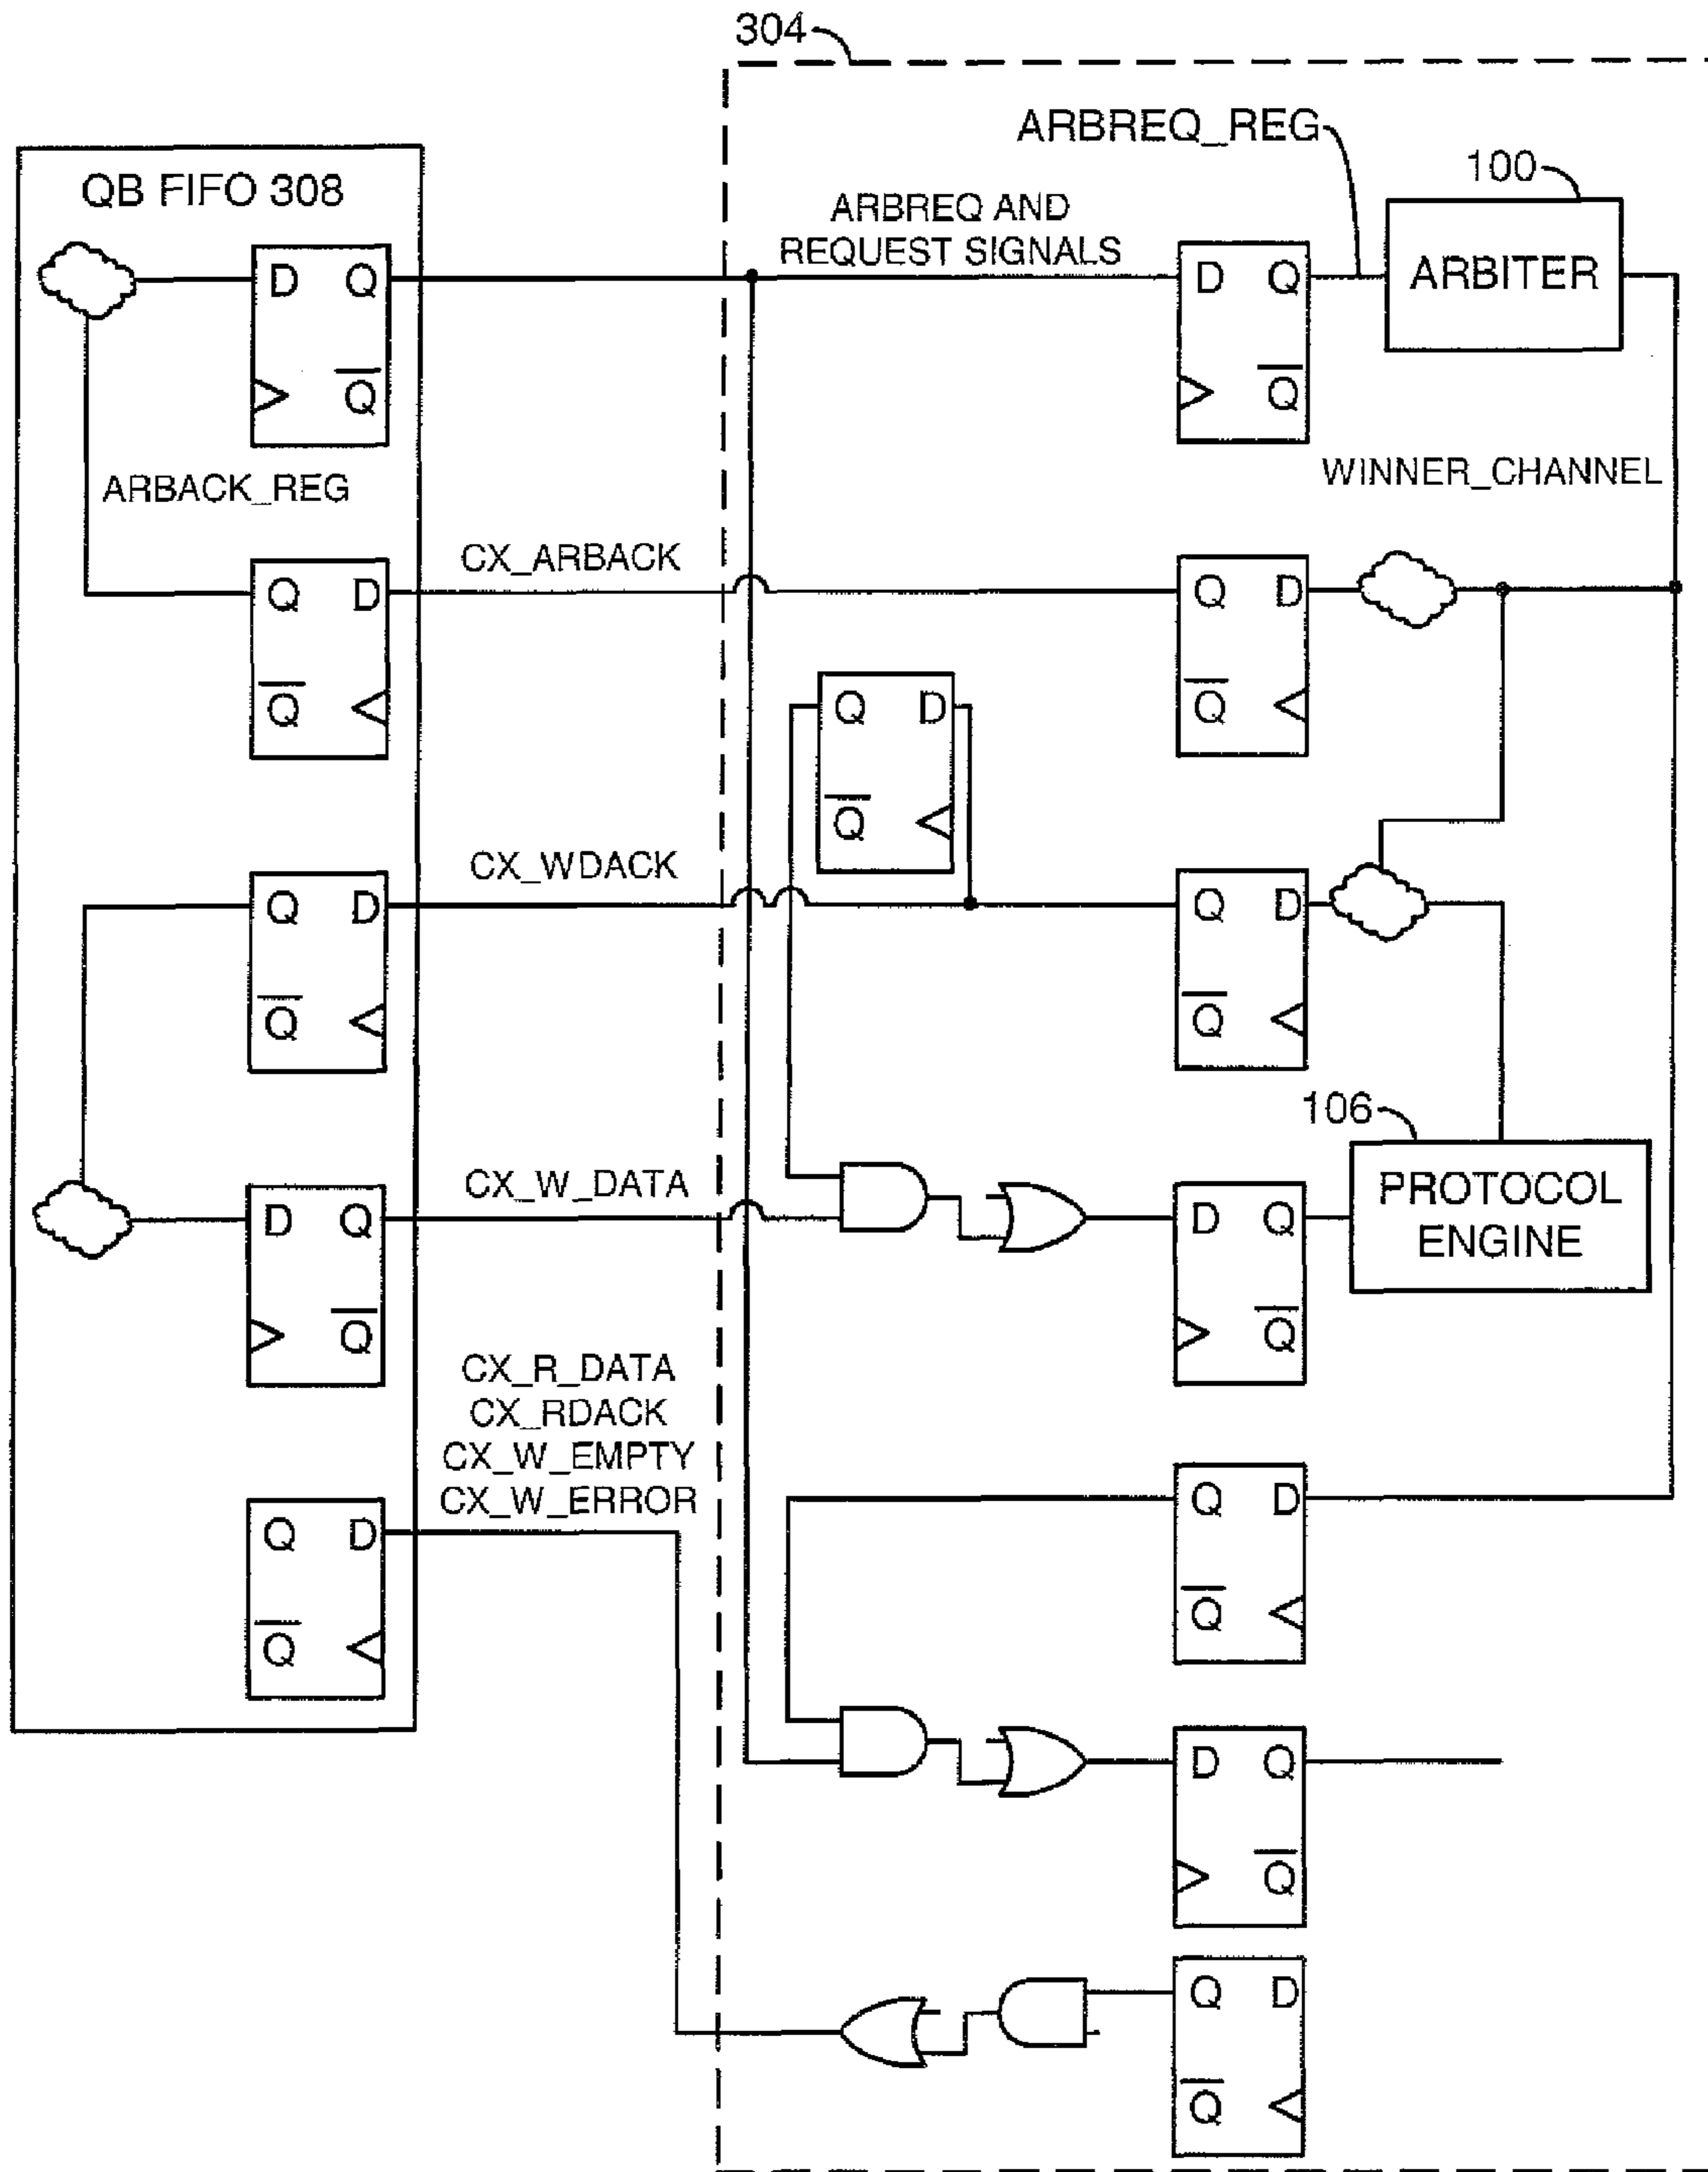 304
ARBREQ_REG
100
QB FIFO 308
ARBREQ AND
REQUEST SIGNALS
D Q
D Q
ARBITER
Q̅
Q̅
ARBACK_REG
WINNER_CHANNEL
CX_ARBACK
Q D
Q D
Q̅
Q̅
Q D
Q̅
CX_WDACK
Q D
Q D
Q̅
Q̅
106
CX_W_DATA
D Q
D Q
PROTOCOL
ENGINE
Q̅
Q̅
CX_R_DATA
CX_RDACK
CX_W_EMPTY
CX_W_ERROR
Q D
Q D
Q̅
Q̅
D Q
Q̅
Q D
Q̅